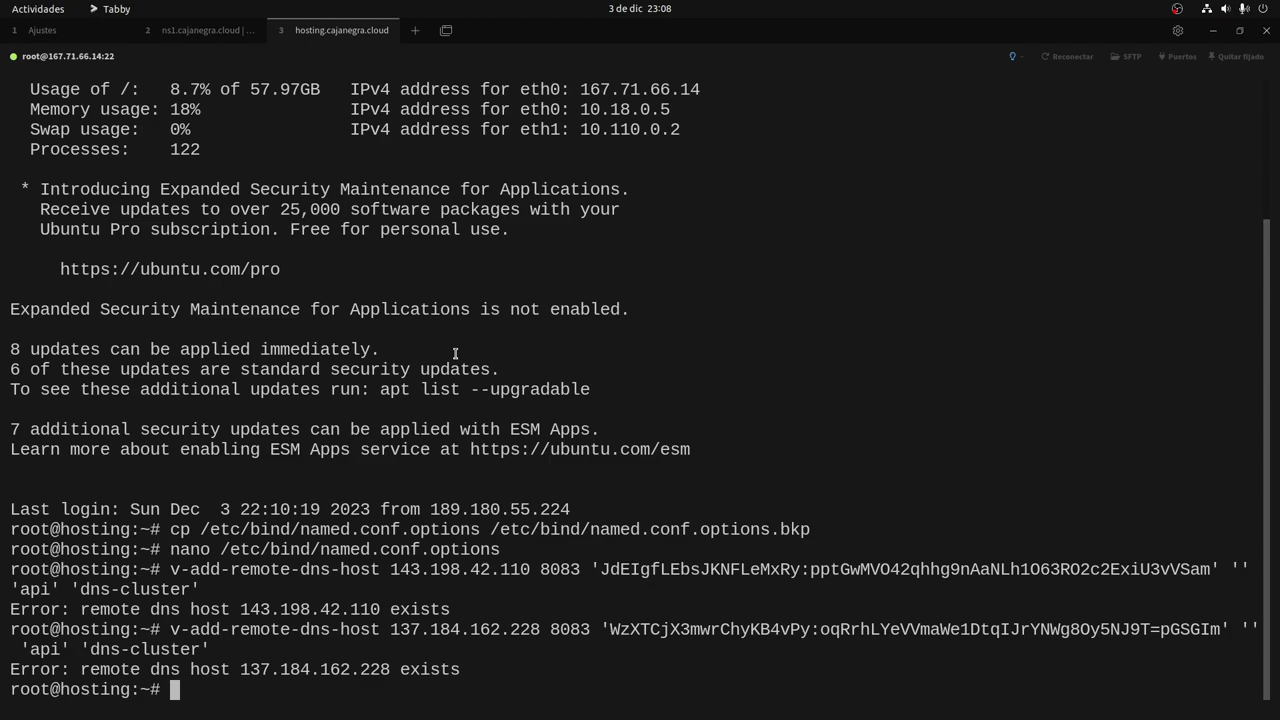 Actividades
Tabby
3 de dic 23:08
1 Ajustes
2 ns1.cajanegra.cloud | ...
3 hosting.cajanegra.cloud
root@167.71.66.14:22
Reconectar
SFTP
Puertos
Quitar fijado
Usage of /: 8.7% of 57.97GB IPv4 address for eth0: 167.71.66.14
Memory usage: 18% IPv4 address for eth0: 10.18.0.5
Swap usage: 0% IPv4 address for eth1: 10.110.0.2
Processes: 122
* Introducing Expanded Security Maintenance for Applications.
Receive updates to over 25,000 software packages with your
Ubuntu Pro subscription. Free for personal use.
https://ubuntu.com/pro
Expanded Security Maintenance for Applications is not enabled.
8 updates can be applied immediately.
6 of these updates are standard security updates.
To see these additional updates run: apt list --upgradable
7 additional security updates can be applied with ESM Apps.
Learn more about enabling ESM Apps service at https://ubuntu.com/esm
Last login: Sun Dec  3 22:10:19 2023 from 189.180.55.224
root@hosting:~# cp /etc/bind/named.conf.options /etc/bind/named.conf.options.bkp
root@hosting:~# nano /etc/bind/named.conf.options
root@hosting:~# v-add-remote-dns-host 143.198.42.110 8083 'JdEIgfLEbsJKNFLeMxRy:pptGwMVO42qhhg9nAaNLh1O63RO2c2ExiU3vVSam' ''
'api' 'dns-cluster'
Error: remote dns host 143.198.42.110 exists
root@hosting:~# v-add-remote-dns-host 137.184.162.228 8083 'WzXTCjX3mwrChyKB4vPy:oqRrhLYeVVmaWe1DtqIJrYNWg8Oy5NJ9T=pGSGIm' ''
'api' 'dns-cluster'
Error: remote dns host 137.184.162.228 exists
root@hosting:~#